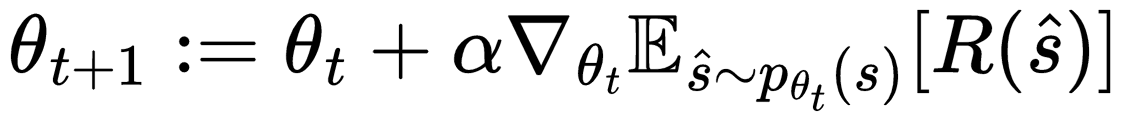 θ_{t+1} := θ_t + α∇_{θ_t} 𝔼_{ŝ∼p_{θ_t}(s)}[R(ŝ)]